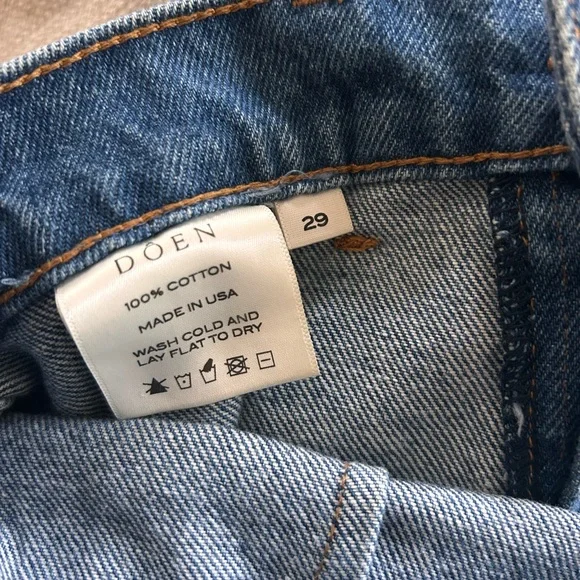 DÔEN
29
100% COTTON
MADE IN USA
WASH COLD AND
LAY FLAT TO DRY